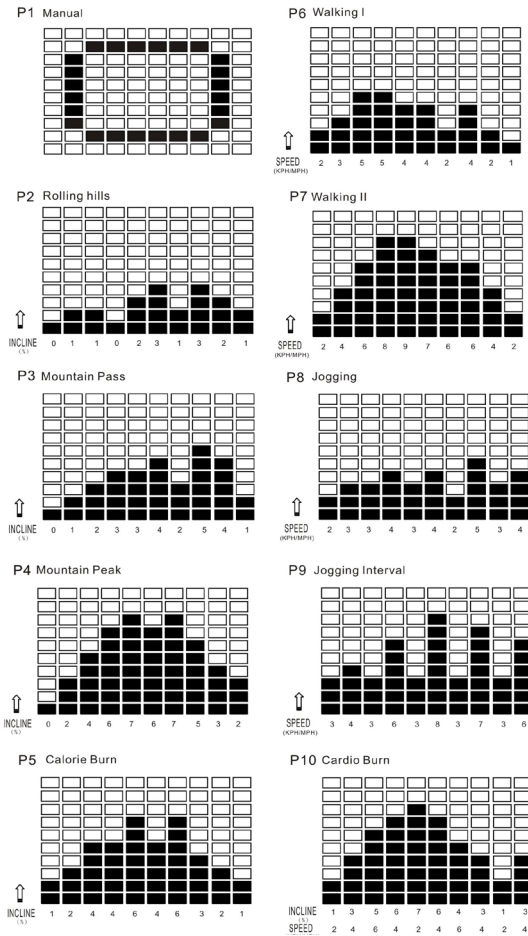 P1 Manual
P6 Walking I
SPEED 2 3 5 5 4 4 2 4 2 1
(KPH/MPH)
P2 Rolling hills
INCLINE 0 1 1 0 2 3 1 3 2 1
(%)
P7 Walking II
SPEED 2 4 6 8 9 7 6 6 4 2
(KPH/MPH)
P3 Mountain Pass
INCLINE 0 1 2 3 3 4 2 5 4 1
(%)
P8 Jogging
SPEED 2 3 3 4 3 4 2 5 3 4
(KPH/MPH)
P4 Mountain Peak
INCLINE 0 2 4 6 7 6 7 5 3 2
(%)
P9 Jogging Interval
SPEED 3 4 3 6 3 8 3 7 3 6
(KPH/MPH)
P5 Calorie Burn
INCLINE 1 2 4 4 6 4 6 3 2 1
(%)
P10 Cardio Burn
INCLINE 1 3 5 6 7 6 4 3 1 3
(%)
SPEED 2 4 6 4 2 4 6 4 2 4